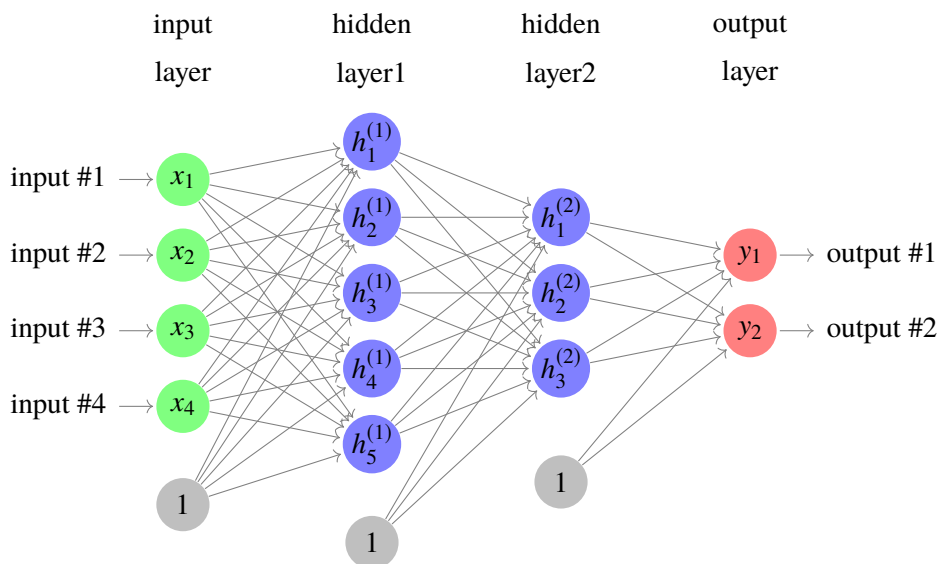 input hidden hidden output
layer layer1 layer2 layer
h₁⁽¹⁾
input #1 x₁
h₂⁽¹⁾ h₁⁽²⁾
input #2 x₂ y₁ output #1
h₃⁽¹⁾ h₂⁽²⁾
input #3 x₃ y₂ output #2
h₄⁽¹⁾ h₃⁽²⁾
input #4 x₄
h₅⁽¹⁾
1
1
1